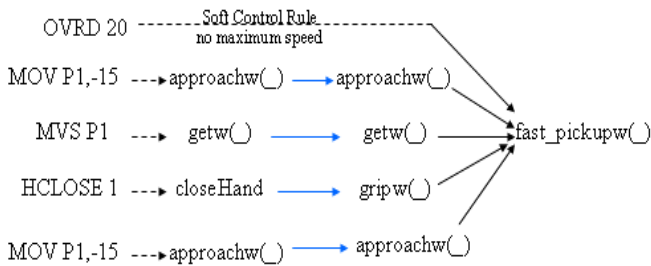 OVRD 20 Soft Control Rule
no maximum speed
MOV P1,-15 approachw(_) approachw(_)
MVS P1 getw(_) getw(_) fast_pickupw(_)
HCLOSE 1 closeHand gripw(_)
MOV P1,-15 approachw(_) approachw(_)